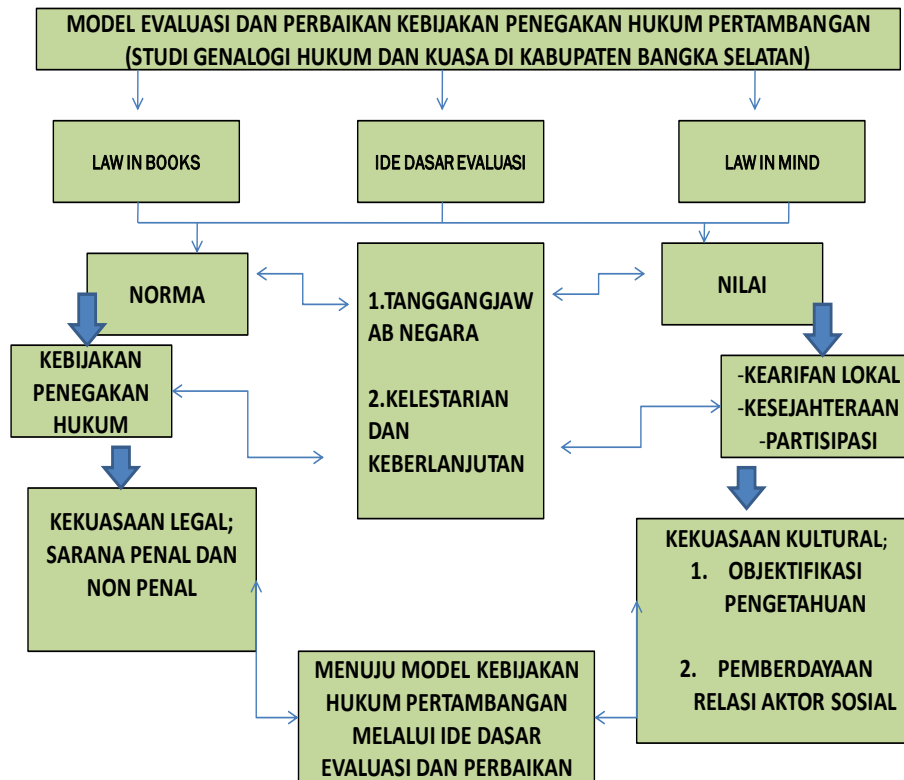 MODEL EVALUASI DAN PERBAIKAN KEBIJAKAN PENEGAKAN HUKUM PERTAMBANGAN
(STUDI GENALOGI HUKUM DAN KUASA DI KABUPATEN BANGKA SELATAN)
LAW IN BOOKS
IDE DASAR EVALUASI
LAW IN MIND
NORMA
1.TANGGANGJAW
AB NEGARA
2.KELESTARIAN
DAN
KEBERLANJUTAN
NILAI
KEBIJAKAN
PENEGAKAN
HUKUM
-KEARIFAN LOKAL
-KESEJAHTERAAN
-PARTISIPASI
KEKUASAAN LEGAL;
SARANA PENAL DAN
NON PENAL
KEKUASAAN KULTURAL;
1. OBJEKTIFIKASI
PENGETAHUAN
2. PEMBERDAYAAN
RELASI AKTOR SOSIAL
MENUJU MODEL KEBIJAKAN
HUKUM PERTAMBANGAN
MELALUI IDE DASAR
EVALUASI DAN PERBAIKAN